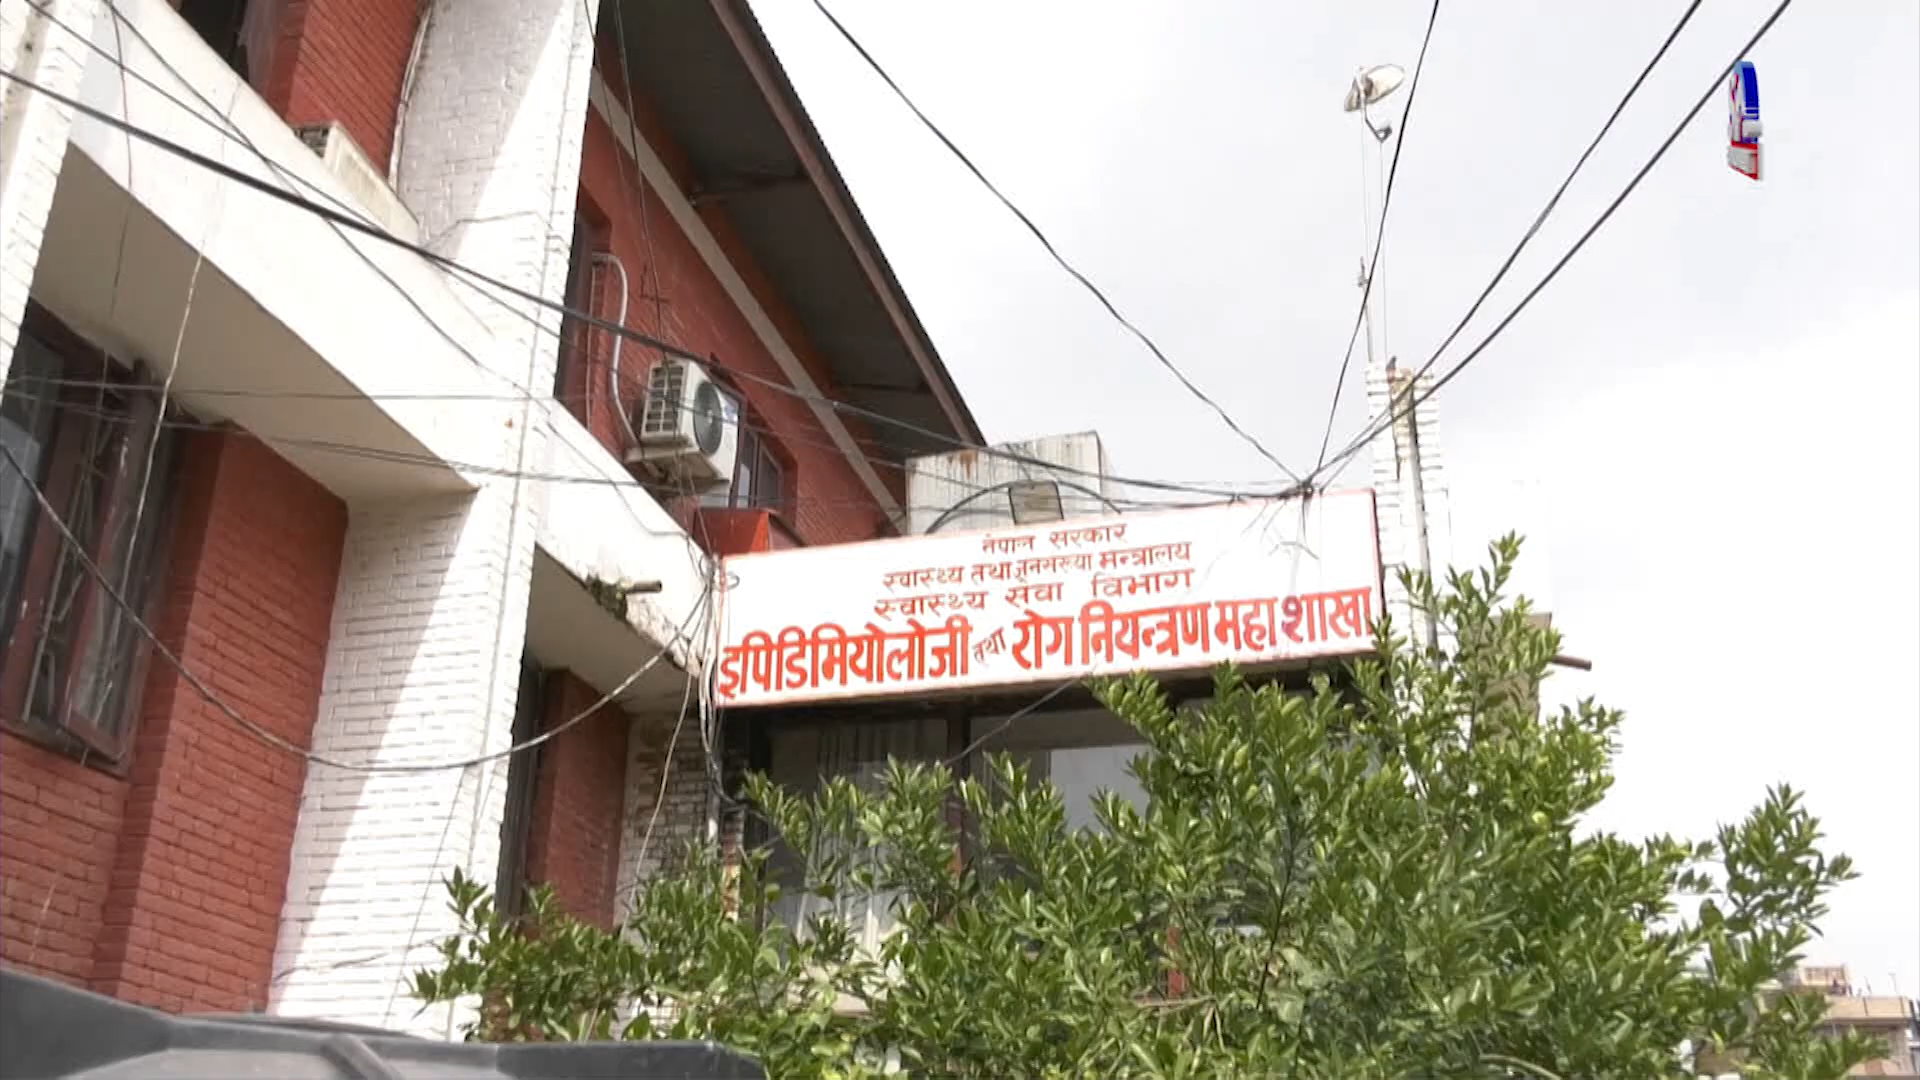 नेपाल सरकार
स्वास्थ्य तथा जनसंख्या मन्त्रालय
स्वास्थ्य सेवा विभाग
इपिडिमियोलोजी तथा रोग नियन्त्रण महा शाखा